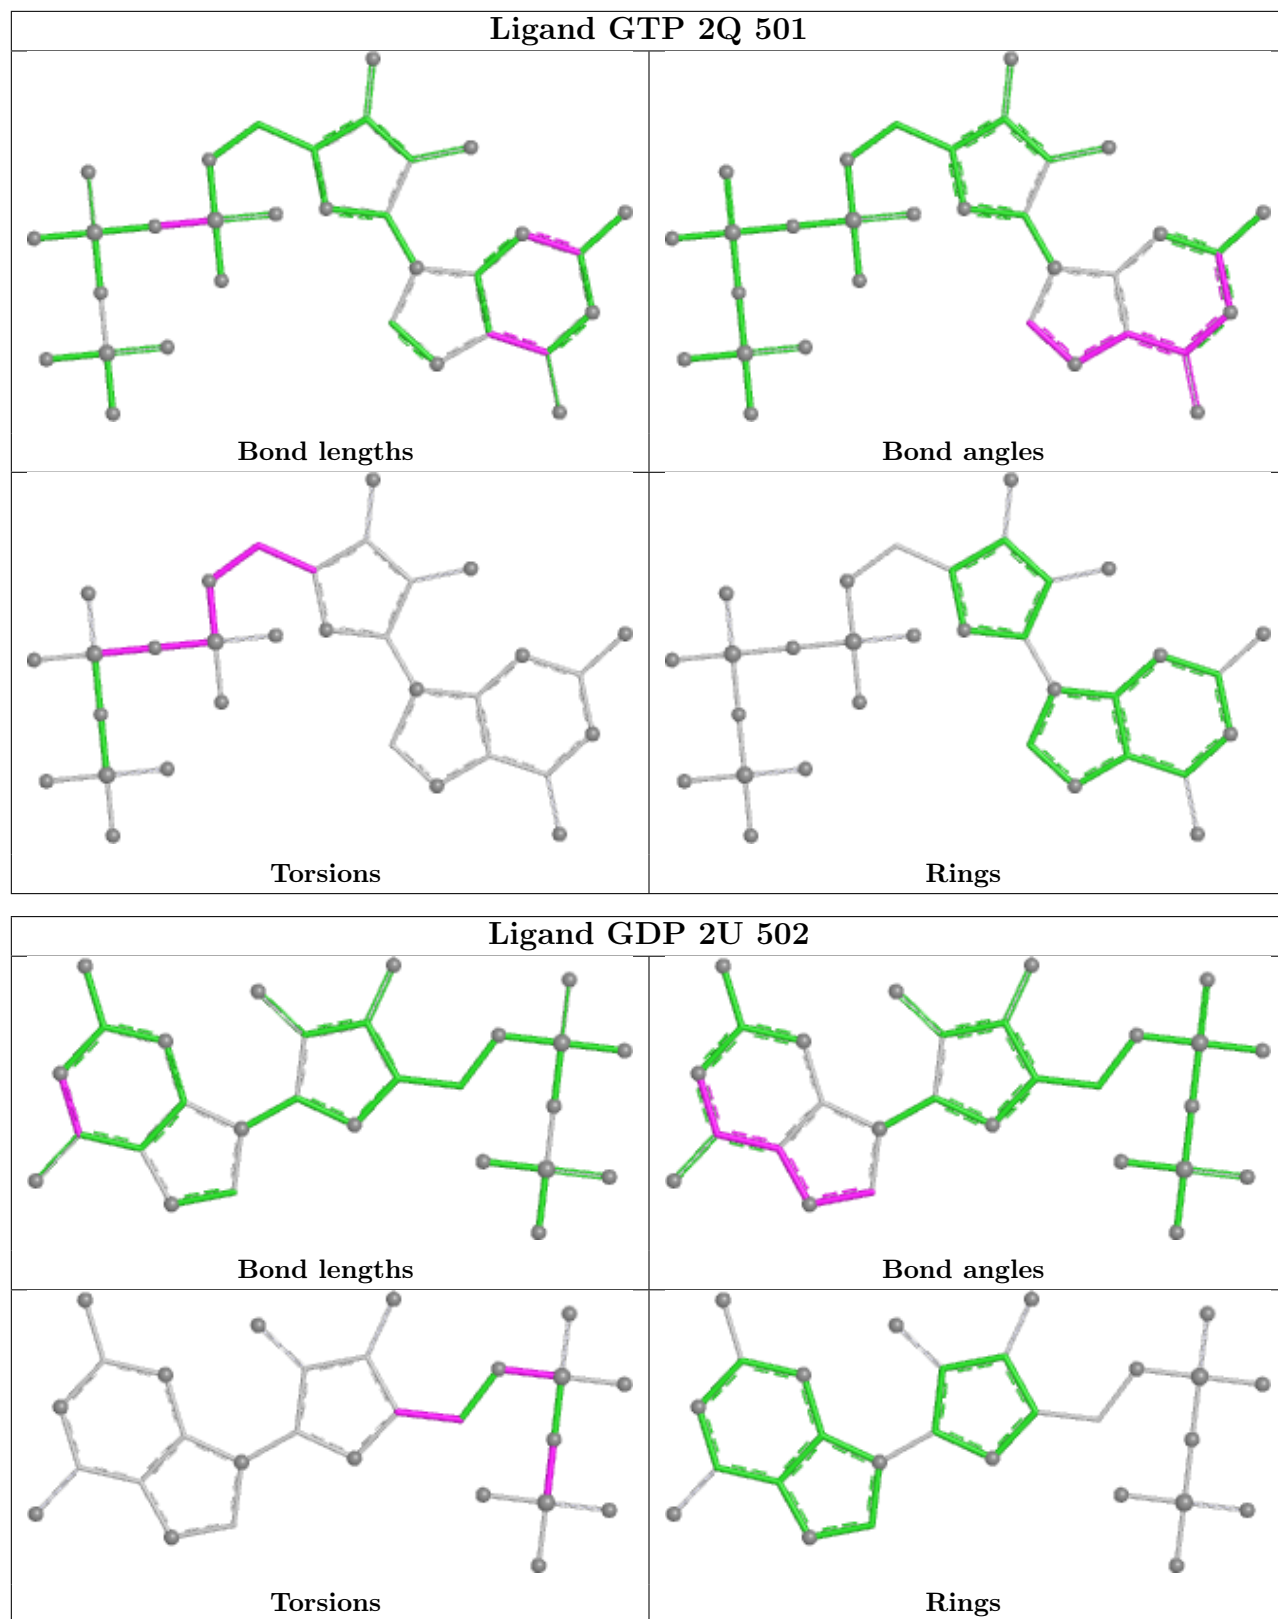 Ligand GTP 2Q 501
Bond lengths
Bond angles
Torsions
Rings
Ligand GDP 2U 502
Bond lengths
Bond angles
Torsions
Rings